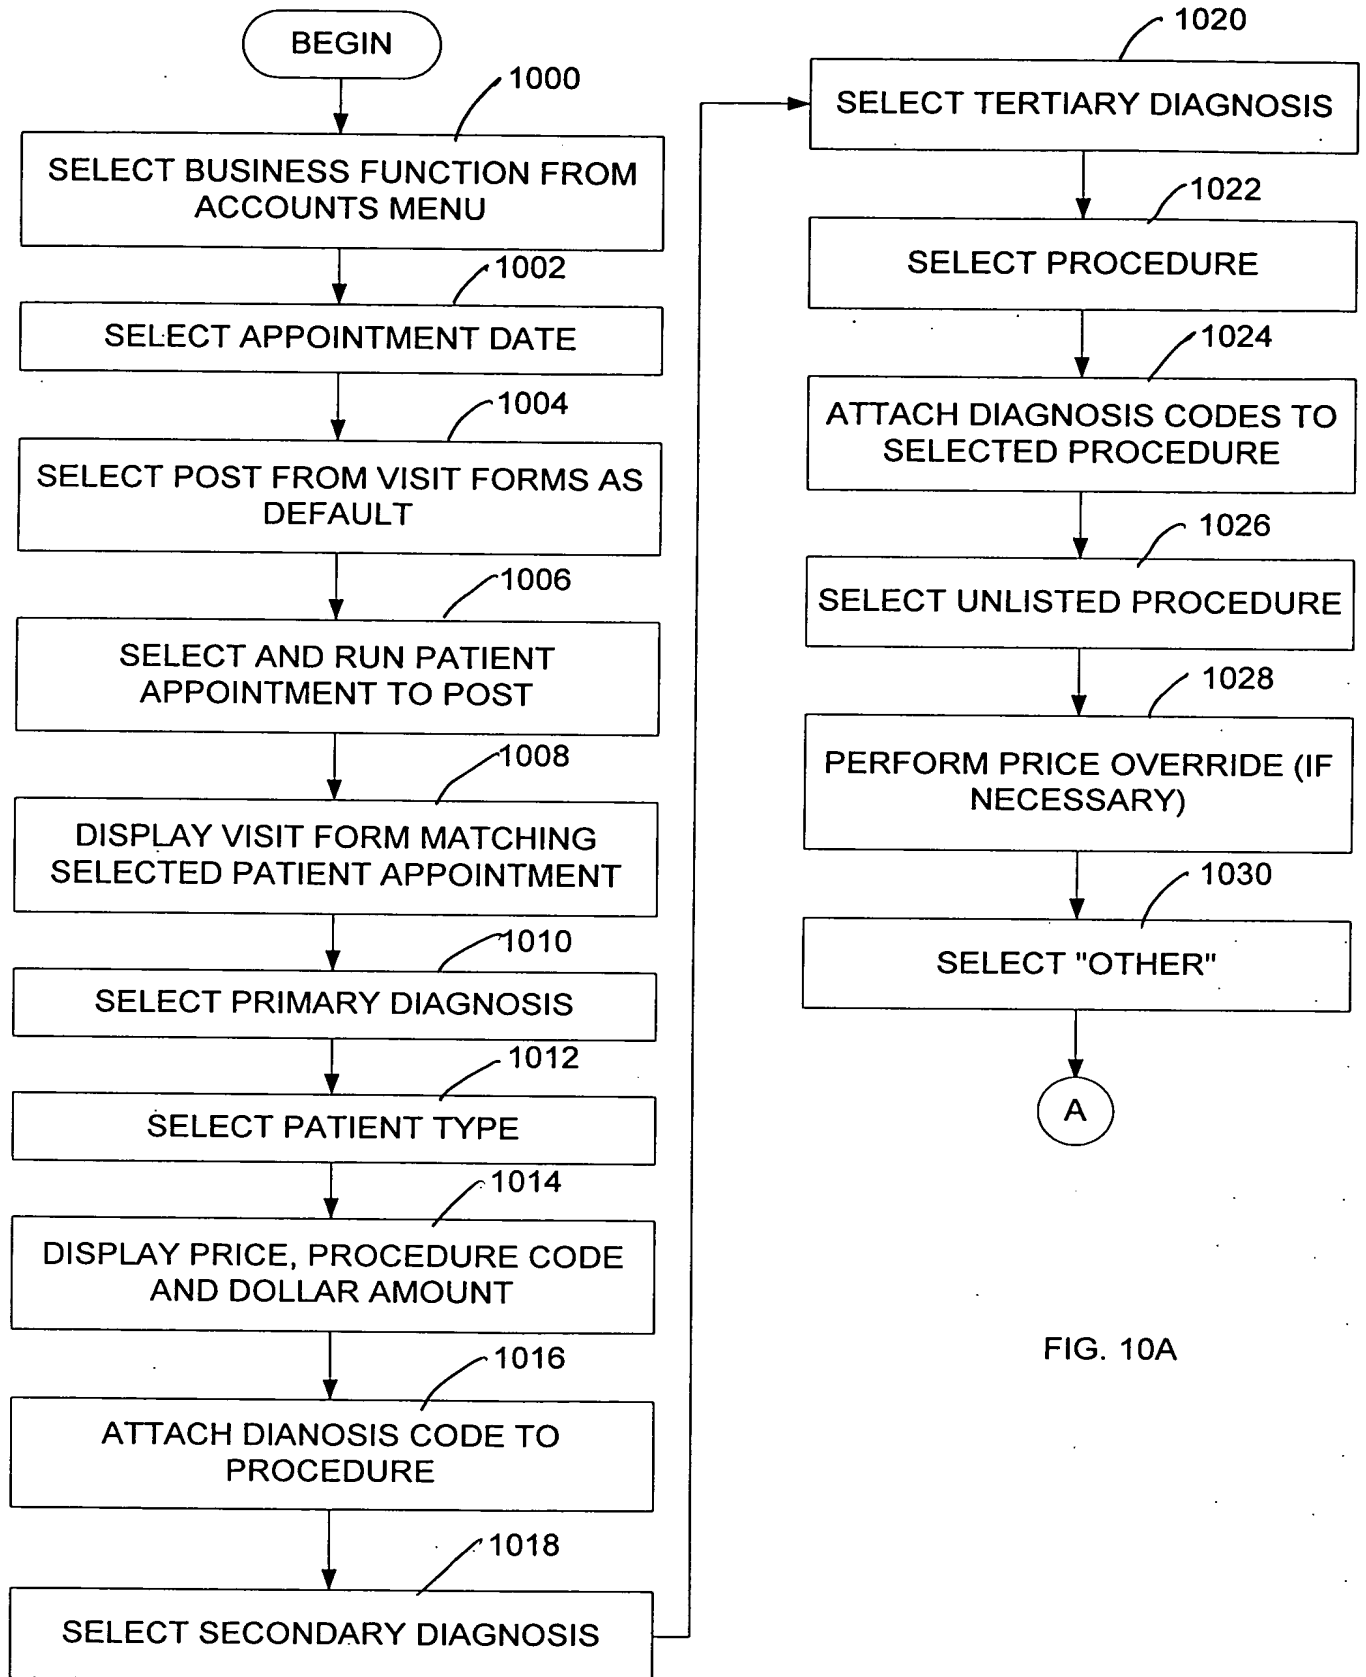 BEGIN
1000
SELECT BUSINESS FUNCTION FROM
ACCOUNTS MENU
1002
SELECT APPOINTMENT DATE
1004
SELECT POST FROM VISIT FORMS AS
DEFAULT
1006
SELECT AND RUN PATIENT
APPOINTMENT TO POST
1008
DISPLAY VISIT FORM MATCHING
SELECTED PATIENT APPOINTMENT
1010
SELECT PRIMARY DIAGNOSIS
1012
SELECT PATIENT TYPE
1014
DISPLAY PRICE, PROCEDURE CODE
AND DOLLAR AMOUNT
1016
ATTACH DIANOSIS CODE TO
PROCEDURE
1018
SELECT SECONDARY DIAGNOSIS
1020
SELECT TERTIARY DIAGNOSIS
1022
SELECT PROCEDURE
1024
ATTACH DIAGNOSIS CODES TO
SELECTED PROCEDURE
1026
SELECT UNLISTED PROCEDURE
1028
PERFORM PRICE OVERRIDE (IF
NECESSARY)
1030
SELECT "OTHER"
A
FIG. 10A